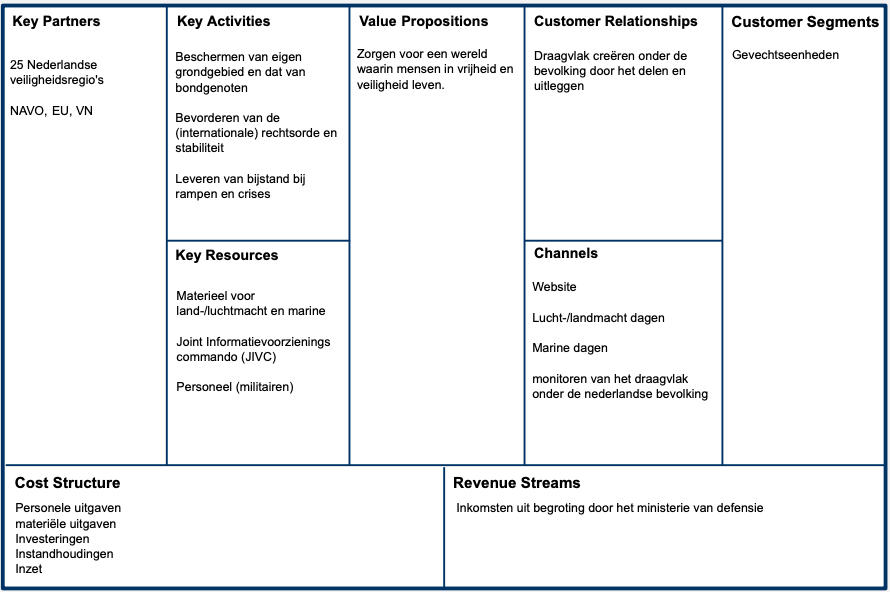 Key Partners
25 Nederlandse
veiligheidsregio's
NAVO, EU, VN
Key Activities
Beschermen van eigen
grondgebied en dat van
bondgenoten
Bevorderen van de
(internationale) rechtsorde en
stabiliteit
Leveren van bijstand bij
rampen en crises
Key Resources
Materieel voor
land-/luchtmacht en marine
Joint Informatievoorzienings
commando (JIVC)
Personeel (militairen)
Value Propositions
Zorgen voor een wereld
waarin mensen in vrijheid en
veiligheid leven.
Customer Relationships
Draagvlak creëren onder de
bevolking door het delen en
uitleggen
Channels
Website
Lucht-/landmacht dagen
Marine dagen
monitoren van het draagvlak
onder de nederlandse bevolking
Customer Segments
Gevechtseenheden
Cost Structure
Personele uitgaven
materiële uitgaven
Investeringen
Instandhoudingen
Inzet
Revenue Streams
Inkomsten uit begroting door het ministerie van defensie